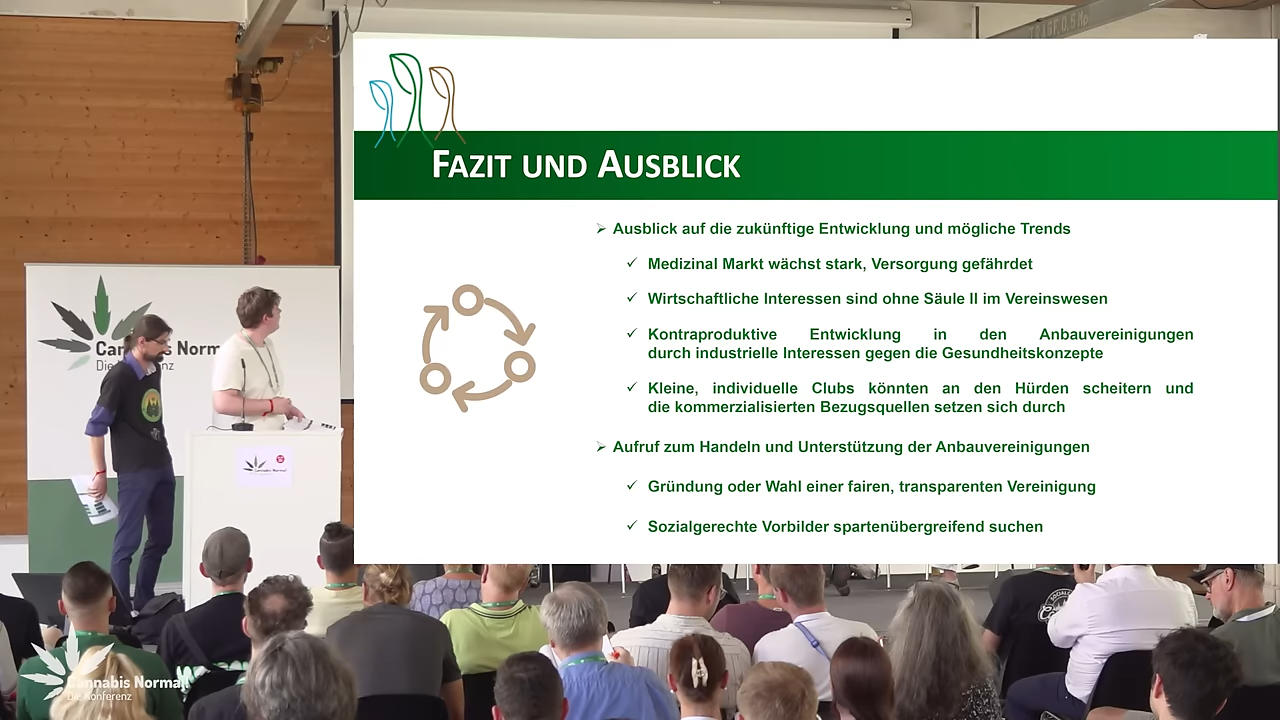 FAZIT UND AUSBLICK
Ausblick auf die zukünftige Entwicklung und mögliche Trends
Medizinal Markt wächst stark, Versorgung gefährdet
Wirtschaftliche Interessen sind ohne Säule II im Vereinswesen
Kontraproduktive Entwicklung in den Anbauvereinigungen
durch industrielle Interessen gegen die Gesundheitskonzepte
Kleine, individuelle Clubs könnten an den Hürden scheitern und
die kommerzialisierten Bezugsquellen setzen sich durch
Aufruf zum Handeln und Unterstützung der Anbauvereinigungen
Gründung oder Wahl einer fairen, transparenten Vereinigung
Sozialgerechte Vorbilder spartenübergreifend suchen
Cannabis Normal
Die Konferenz